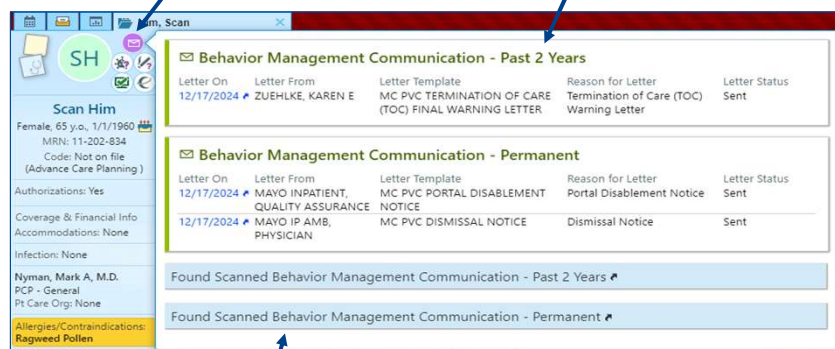 Him, Scan
SH
Scan Him
Female, 65 y.o., 1/1/1960
MRN: 11-202-834
Code: Not on file
(Advance Care Planning )
Authorizations: Yes
Coverage & Financial Info
Accommodations: None
Infection: None
Nyman, Mark A, M.D.
PCP - General
Pt Care Org: None
Allergies/Contraindications:
Ragweed Pollen
Behavior Management Communication - Past 2 Years
Letter On Letter From Letter Template Reason for Letter Letter Status
12/17/2024 ZUEHLKE, KAREN E MC PVC TERMINATION OF CARE Termination of Care (TOC) Sent
(TOC) FINAL WARNING LETTER Warning Letter
Behavior Management Communication - Permanent
Letter On Letter From Letter Template Reason for Letter Letter Status
12/17/2024 MAYO INPATIENT, MC PVC PORTAL DISABLEMENT Portal Disablement Notice Sent
QUALITY ASSURANCE NOTICE
12/17/2024 MAYO IP AMB, MC PVC DISMISSAL NOTICE Dismissal Notice Sent
PHYSICIAN
Found Scanned Behavior Management Communication - Past 2 Years
Found Scanned Behavior Management Communication - Permanent